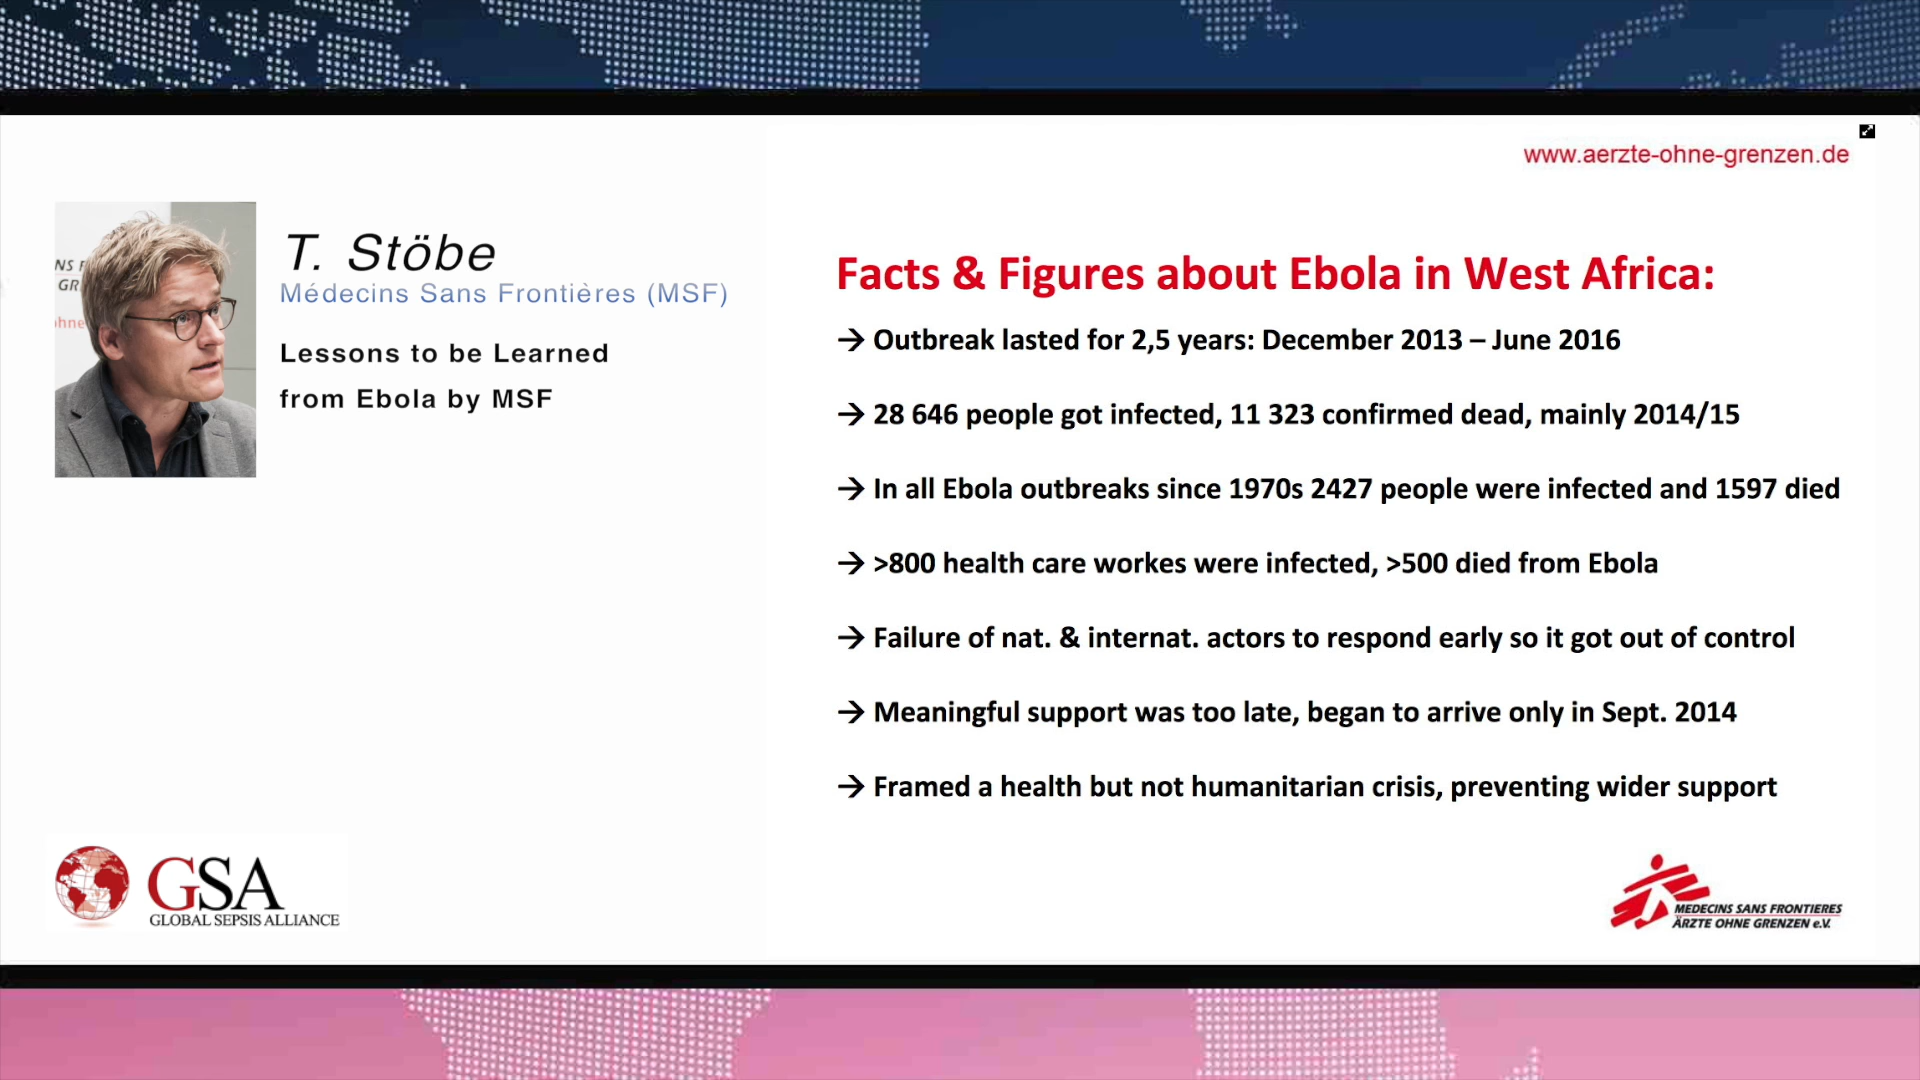 www.aerzte-ohne-grenzen.de
NS F
GR
ohne
T. Stöbe
Médecins Sans Frontières (MSF)
Lessons to be Learned
from Ebola by MSF
Facts & Figures about Ebola in West Africa:
→ Outbreak lasted for 2,5 years: December 2013 – June 2016
→ 28 646 people got infected, 11 323 confirmed dead, mainly 2014/15
→ In all Ebola outbreaks since 1970s 2427 people were infected and 1597 died
→ >800 health care workes were infected, >500 died from Ebola
→ Failure of nat. & internat. actors to respond early so it got out of control
→ Meaningful support was too late, began to arrive only in Sept. 2014
→ Framed a health but not humanitarian crisis, preventing wider support
GSA
GLOBAL SEPSIS ALLIANCE
MEDECINS SANS FRONTIERES
ÄRZTE OHNE GRENZEN e.V.